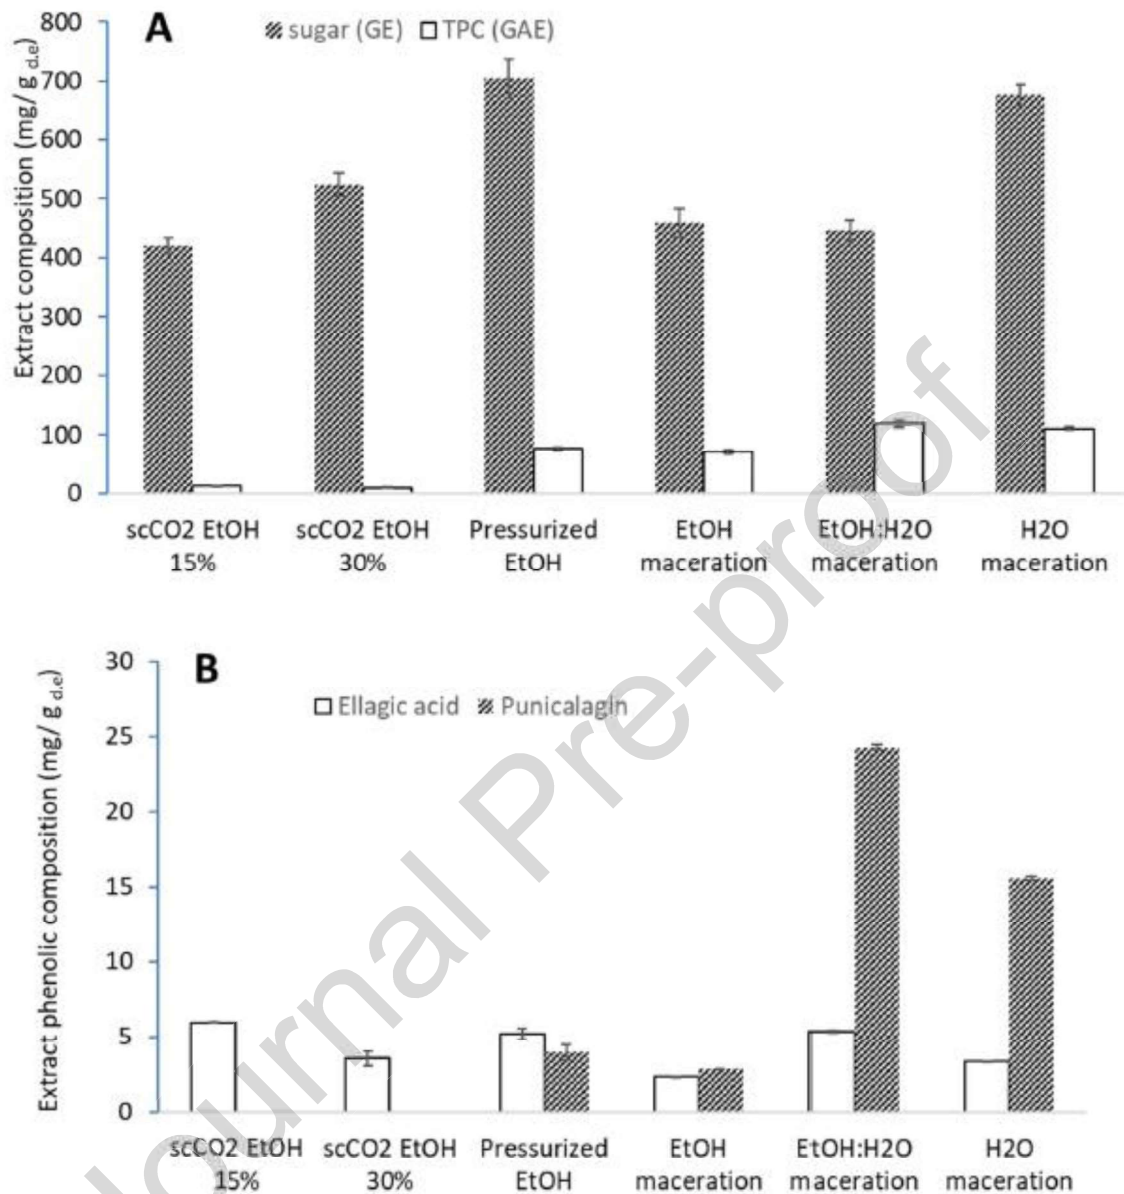 A
sugar (GE) TPC (GAE)
Extract composition (mg/ g d.e)
800
700
600
500
400
300
200
100
0
scCO2 EtOH
15%
scCO2 EtOH
30%
Pressurized
EtOH
EtOH
maceration
EtOH:H2O
maceration
H2O
maceration
B
Ellagic acid Punicalagin
Extract phenolic composition (mg/ g d.e)
30
25
20
15
10
5
0
scCO2 EtOH
15%
scCO2 EtOH
30%
Pressurized
EtOH
EtOH
maceration
EtOH:H2O
maceration
H2O
maceration
Journal Pre-proof